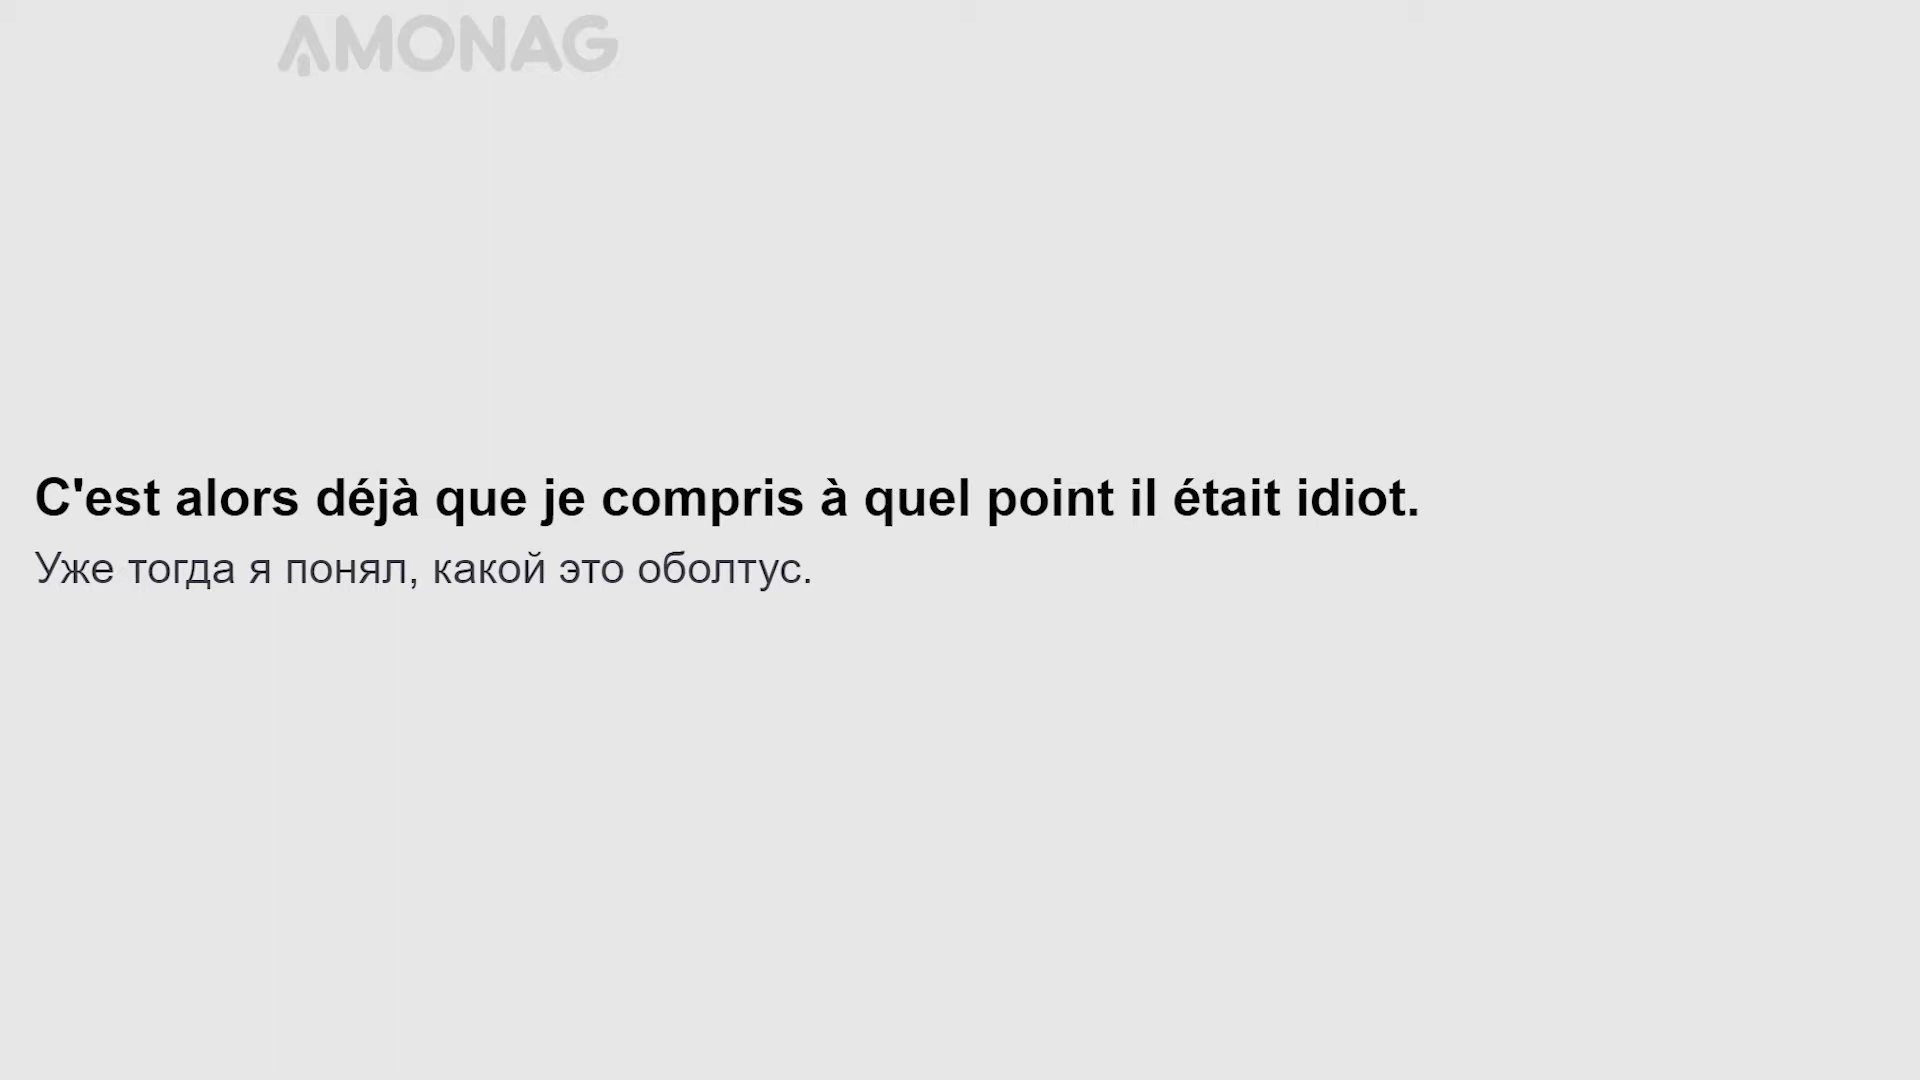 AMONAG
C'est alors déjà que je compris à quel point il était idiot.
Уже тогда я понял, какой это оболтус.